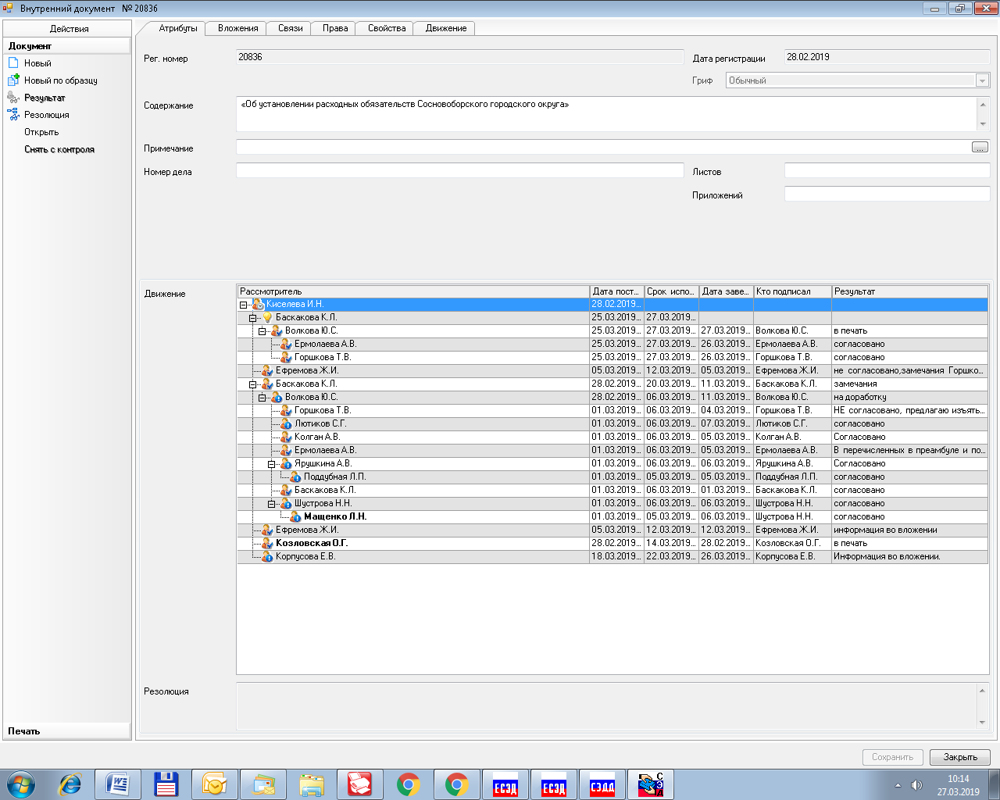 Внутренний документ № 20836
Действия
Документ
Новый
Новый по образцу
Результат
Резолюция
Открыть
Снять с контроля
Печать
Атрибуты Вложения Связи Права Свойства Движение
Рег. номер 20836 Дата регистрации 28.02.2019
Гриф Обычный
Содержание «Об установлении расходных обязательств Сосновоборского городского округа»
Примечание ...
Номер дела Листов
Приложений
Движение
Рассмотритель Дата пост... Срок испо... Дата заве... Кто подписал Результат
Киселева И.Н. 28.02.2019...
Баскакова К.Л. 25.03.2019... 27.03.2019...
Волкова Ю.С. 25.03.2019... 27.03.2019... 27.03.2019... Волкова Ю.С. в печать
Ермолаева А.В. 25.03.2019... 27.03.2019... 26.03.2019... Ермолаева А.В. согласовано
Горшкова Т.В. 25.03.2019... 27.03.2019... 26.03.2019... Горшкова Т.В. согласовано
Ефремова Ж.И. 05.03.2019... 12.03.2019... 05.03.2019... Ефремова Ж.И. не согласовано,замечания Горшко...
Баскакова К.Л. 28.02.2019... 20.03.2019... 11.03.2019... Баскакова К.Л. замечания
Волкова Ю.С. 28.02.2019... 06.03.2019... 11.03.2019... Волкова Ю.С. на доработку
Горшкова Т.В. 01.03.2019... 06.03.2019... 04.03.2019... Горшкова Т.В. НЕ согласовано, предлагаю изъять...
Лютиков С.Г. 01.03.2019... 06.03.2019... 07.03.2019... Лютиков С.Г. согласовано
Колган А.В. 01.03.2019... 06.03.2019... 05.03.2019... Колган А.В. Согласовано
Ермолаева А.В. 01.03.2019... 06.03.2019... 05.03.2019... Ермолаева А.В. В перечисленных в преамбуле и по...
Ярушкина А.В. 01.03.2019... 06.03.2019... 06.03.2019... Ярушкина А.В. Согласовано
Поддубная Л.П. 01.03.2019... 05.03.2019... 05.03.2019... Поддубная Л.П. согласовано
Баскакова К.Л. 01.03.2019... 06.03.2019... 01.03.2019... Баскакова К.Л. согласовано
Шустрова Н.Н. 01.03.2019... 06.03.2019... 06.03.2019... Шустрова Н.Н. согласовано
Мащенко Л.Н. 01.03.2019... 05.03.2019... 06.03.2019... Шустрова Н.Н. согласовано
Ефремова Ж.И. 05.03.2019... 12.03.2019... 12.03.2019... Ефремова Ж.И. информация во вложении
Козловская О.Г. 28.02.2019... 14.03.2019... 28.02.2019... Козловская О.Г. в печать
Корпусова Е.В. 18.03.2019... 22.03.2019... 26.03.2019... Корпусова Е.В. Информация во вложении.
Резолюция
Сохранить Закрыть
ЕСЭД ЕСЭД СЭДД СЭД
10:14
27.03.2019